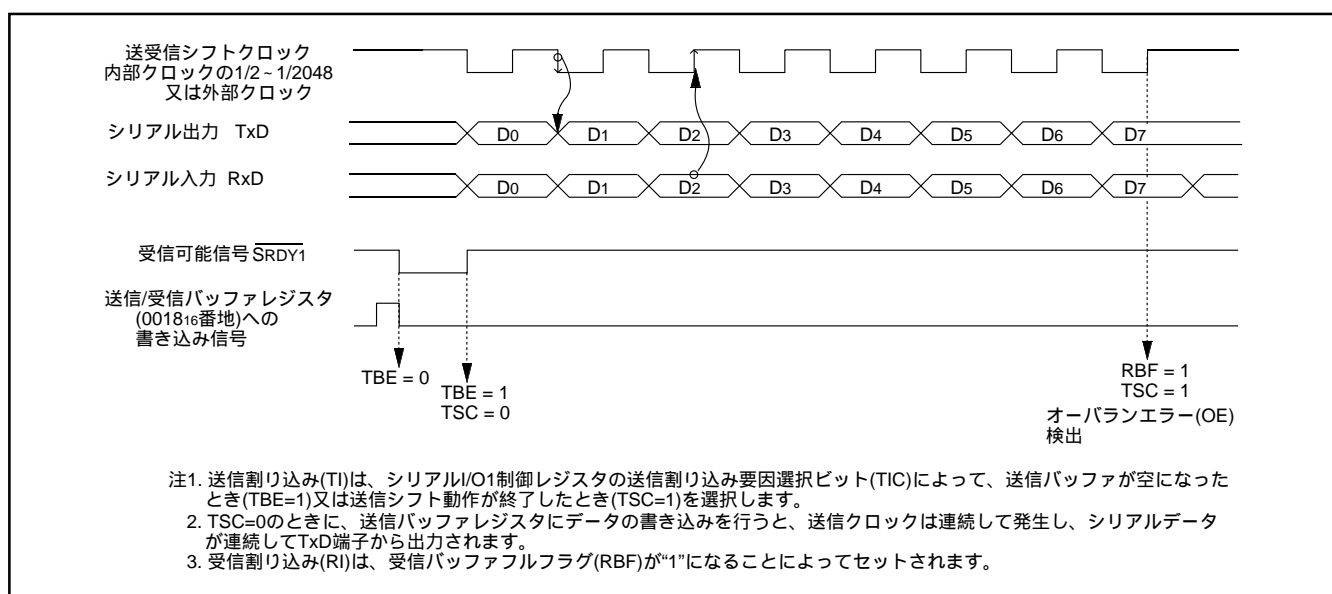 送受信シフトクロック
内部クロックの1/2~1/2048
又は外部クロック
シリアル出力 TxD
D0 D1 D2 D3 D4 D5 D6 D7
シリアル入力 RxD
D0 D1 D2 D3 D4 D5 D6 D7
受信可能信号SRDY1
送信/受信バッファレジスタ
(001816番地)への
書き込み信号
TBE = 0
TBE = 1
TSC = 0
RBF = 1
TSC = 1
オーバランエラー(OE)
検出
注1. 送信割り込み(TI)は、シリアルI/O1制御レジスタの送信割り込み要因選択ビット(TIC)によって、送信バッファが空になった
とき(TBE=1)又は送信シフト動作が終了したとき(TSC=1)を選択します。
2. TSC=0のときに、送信バッファレジスタにデータの書き込みを行うと、送信クロックは連続して発生し、シリアルデータ
が連続してTxD端子から出力されます。
3. 受信割り込み(RI)は、受信バッファフルフラグ(RBF)が“1”になることによってセットされます。